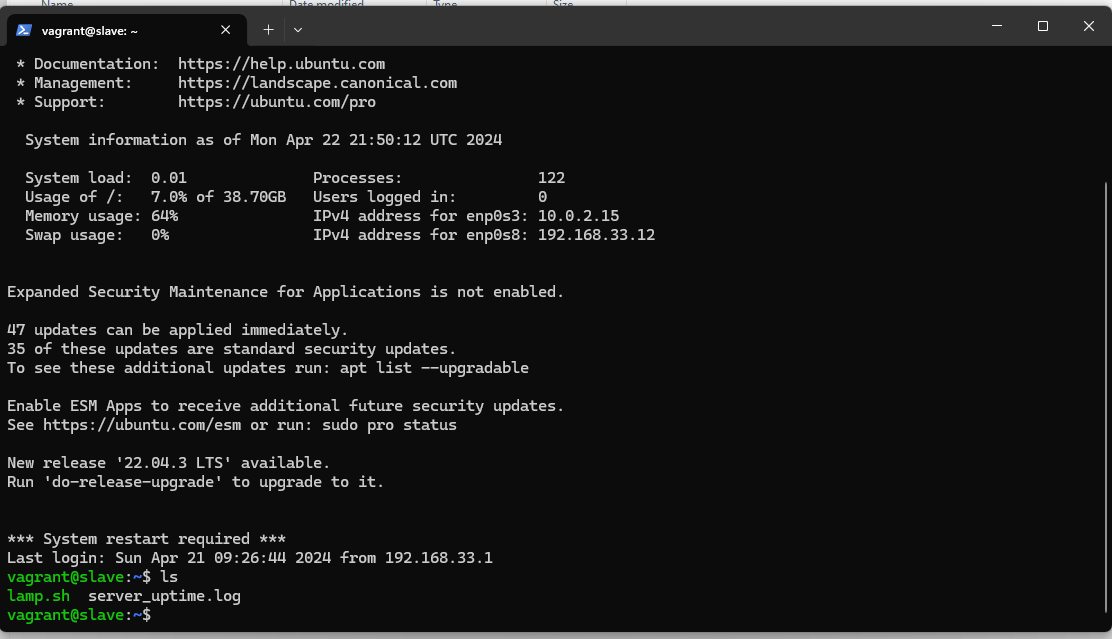 Name Date modified Type Size
vagrant@slave: ~
* Documentation: https://help.ubuntu.com
* Management: https://landscape.canonical.com
* Support: https://ubuntu.com/pro
System information as of Mon Apr 22 21:50:12 UTC 2024
System load: 0.01 Processes: 122
Usage of /: 7.0% of 38.70GB Users logged in: 0
Memory usage: 64% IPv4 address for enp0s3: 10.0.2.15
Swap usage: 0% IPv4 address for enp0s8: 192.168.33.12
Expanded Security Maintenance for Applications is not enabled.
47 updates can be applied immediately.
35 of these updates are standard security updates.
To see these additional updates run: apt list --upgradable
Enable ESM Apps to receive additional future security updates.
See https://ubuntu.com/esm or run: sudo pro status
New release '22.04.3 LTS' available.
Run 'do-release-upgrade' to upgrade to it.
*** System restart required ***
Last login: Sun Apr 21 09:26:44 2024 from 192.168.33.1
vagrant@slave:~$ ls
lamp.sh server_uptime.log
vagrant@slave:~$